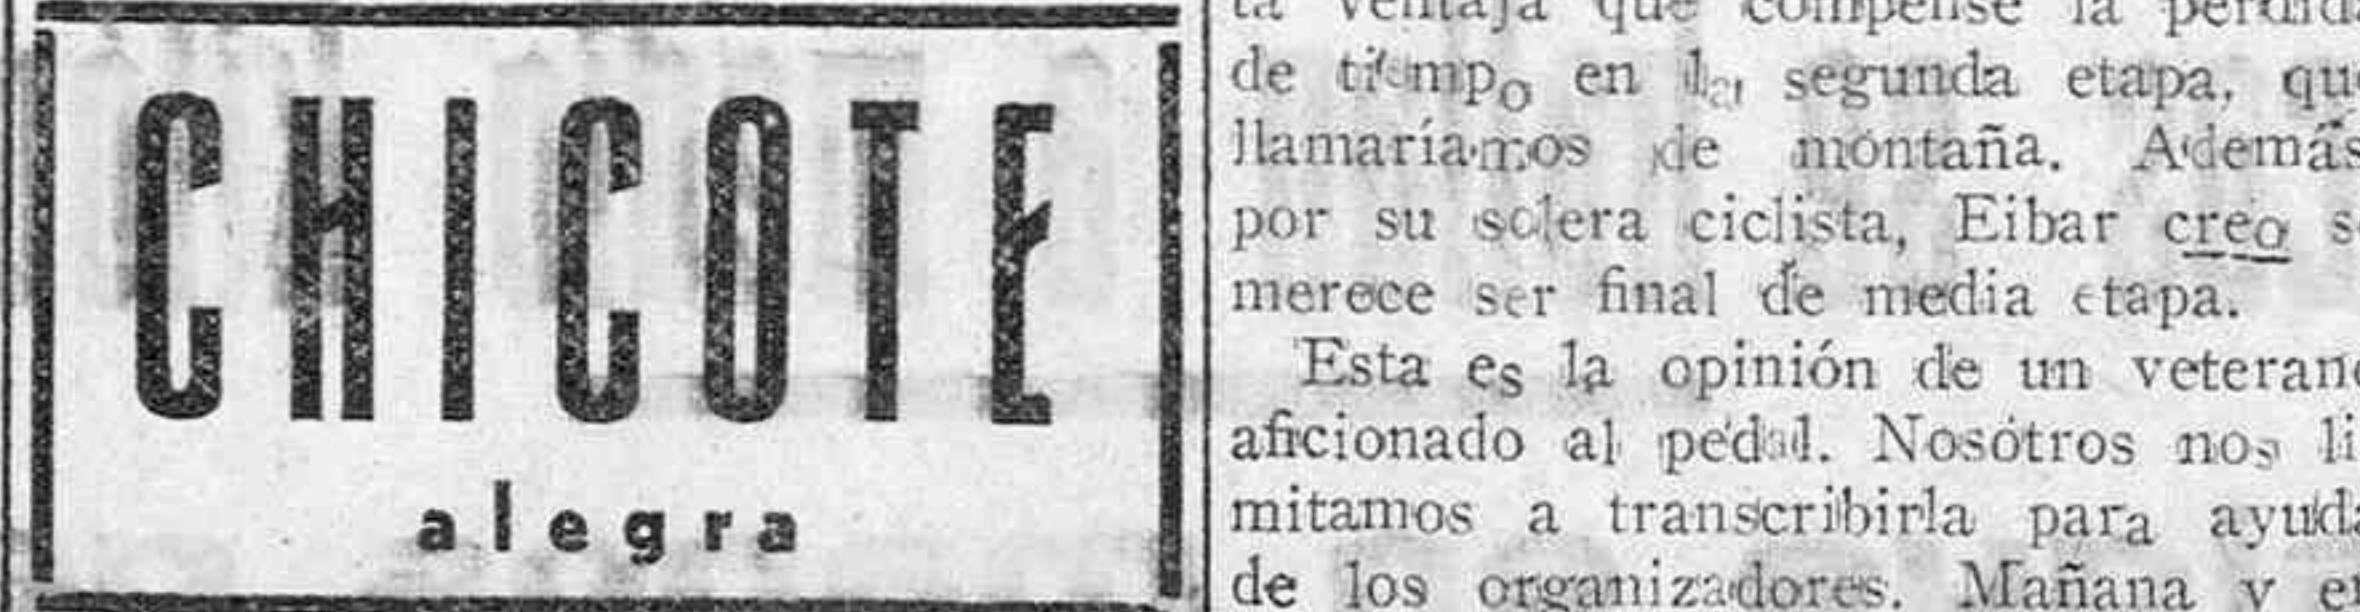 CHICOTE
alegra
ta ventaja que compense la pérdida
de tiempo en la segunda etapa, que
llamaríamos de montaña. Además
por su solera ciclista, Eibar creo se
merece ser final de media etapa.
Esta es la opinión de un veterano
aficionado al pedal. Nosotros nos li
mitamos a transcribirla para ayuda
de los organizadores. Mañana y en